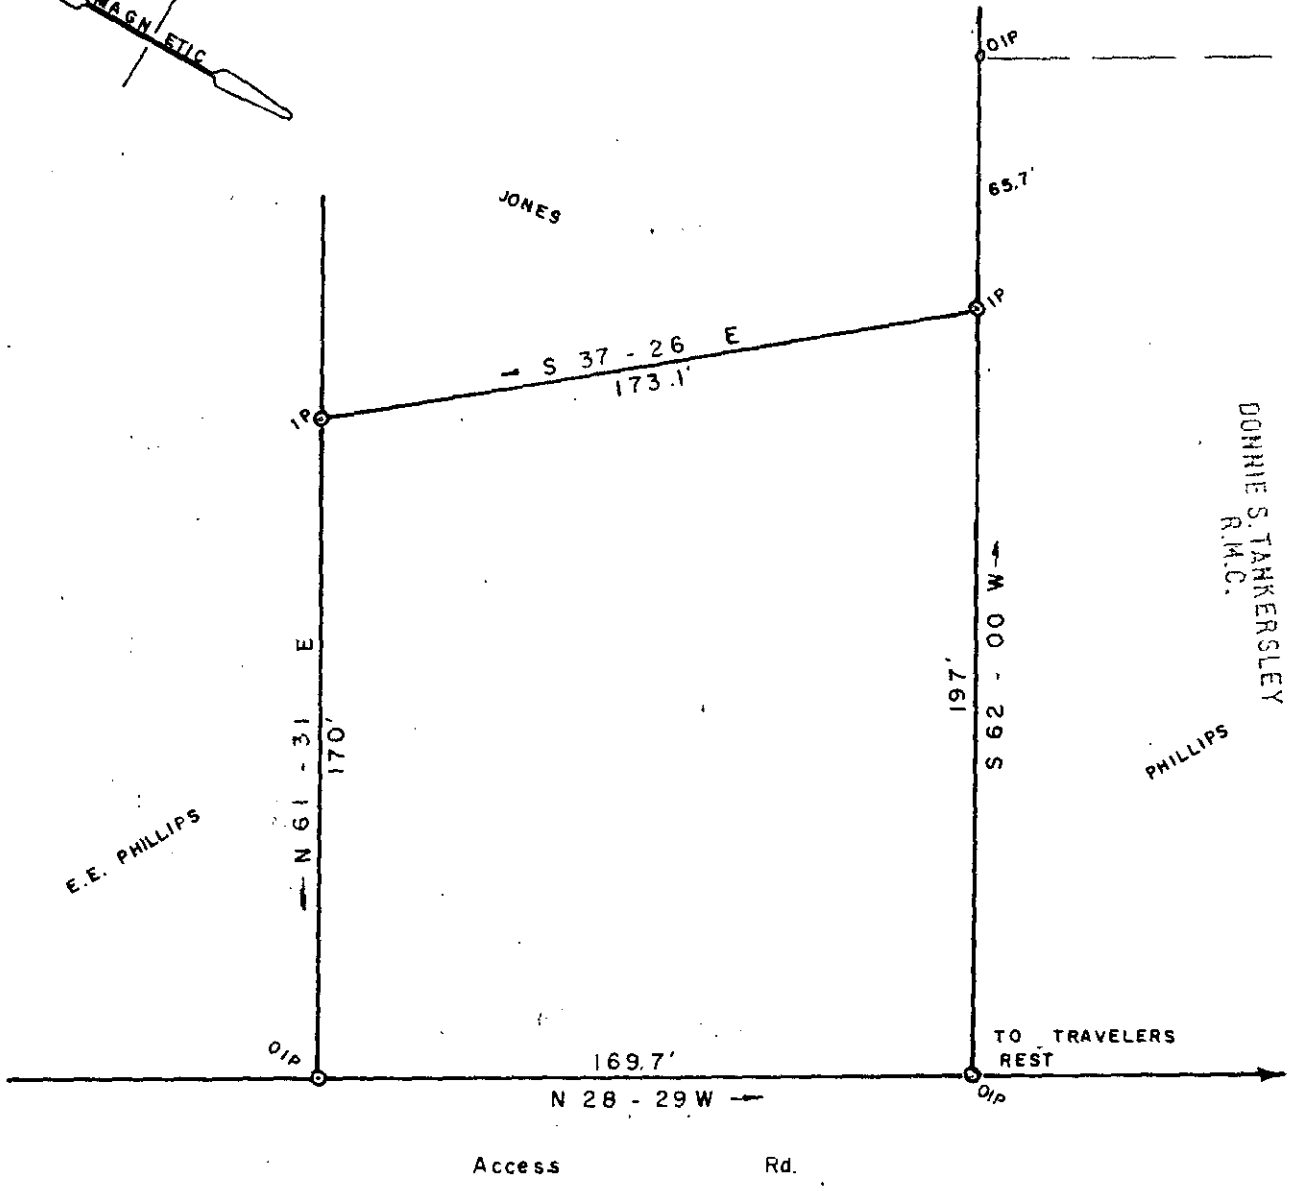 MAGNETIC
OIP
65.7'
JONES
IP
S 37 - 26 E
173.1'
IP
DONNIE S. TANKERSLEY
R.M.C.
N 61 - 31 E
170'
197'
S 62 - 00 W
PHILLIPS
E.E. PHILLIPS
TO TRAVELERS
REST
OIP
169.7'
N 28 - 29 W
OIP
Access Rd.